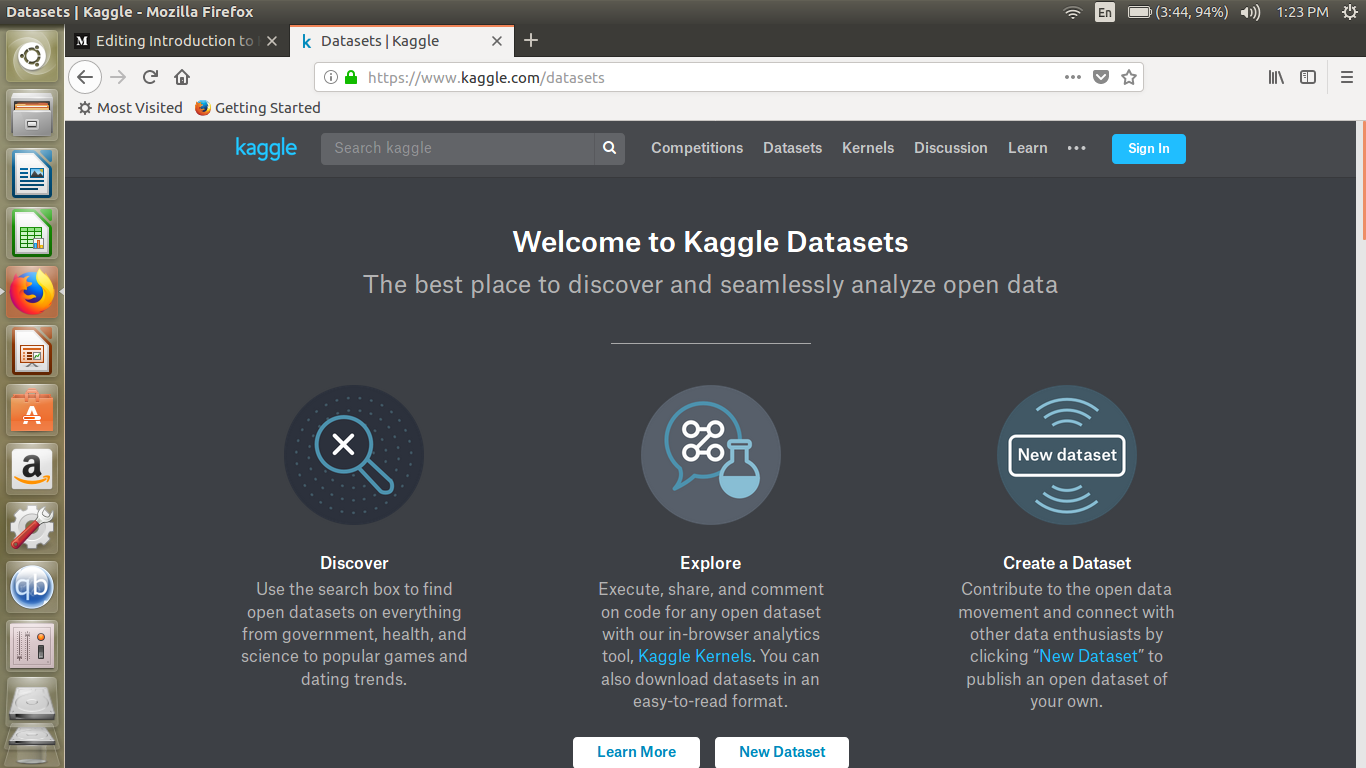 Datasets | Kaggle - Mozilla Firefox
En
(3:44, 94%)
1:23 PM
M Editing Introduction to
k Datasets | Kaggle
https://www.kaggle.com/datasets
Most Visited
Getting Started
kaggle
Search kaggle
Competitions
Datasets
Kernels
Discussion
Learn
Sign In
Welcome to Kaggle Datasets
The best place to discover and seamlessly analyze open data
New dataset
Discover
Use the search box to find
open datasets on everything
from government, health, and
science to popular games and
dating trends.
Explore
Execute, share, and comment
on code for any open dataset
with our in-browser analytics
tool, Kaggle Kernels. You can
also download datasets in an
easy-to-read format.
Create a Dataset
Contribute to the open data
movement and connect with
other data enthusiasts by
clicking “New Dataset” to
publish an open dataset of
your own.
Learn More
New Dataset
A
a
qb